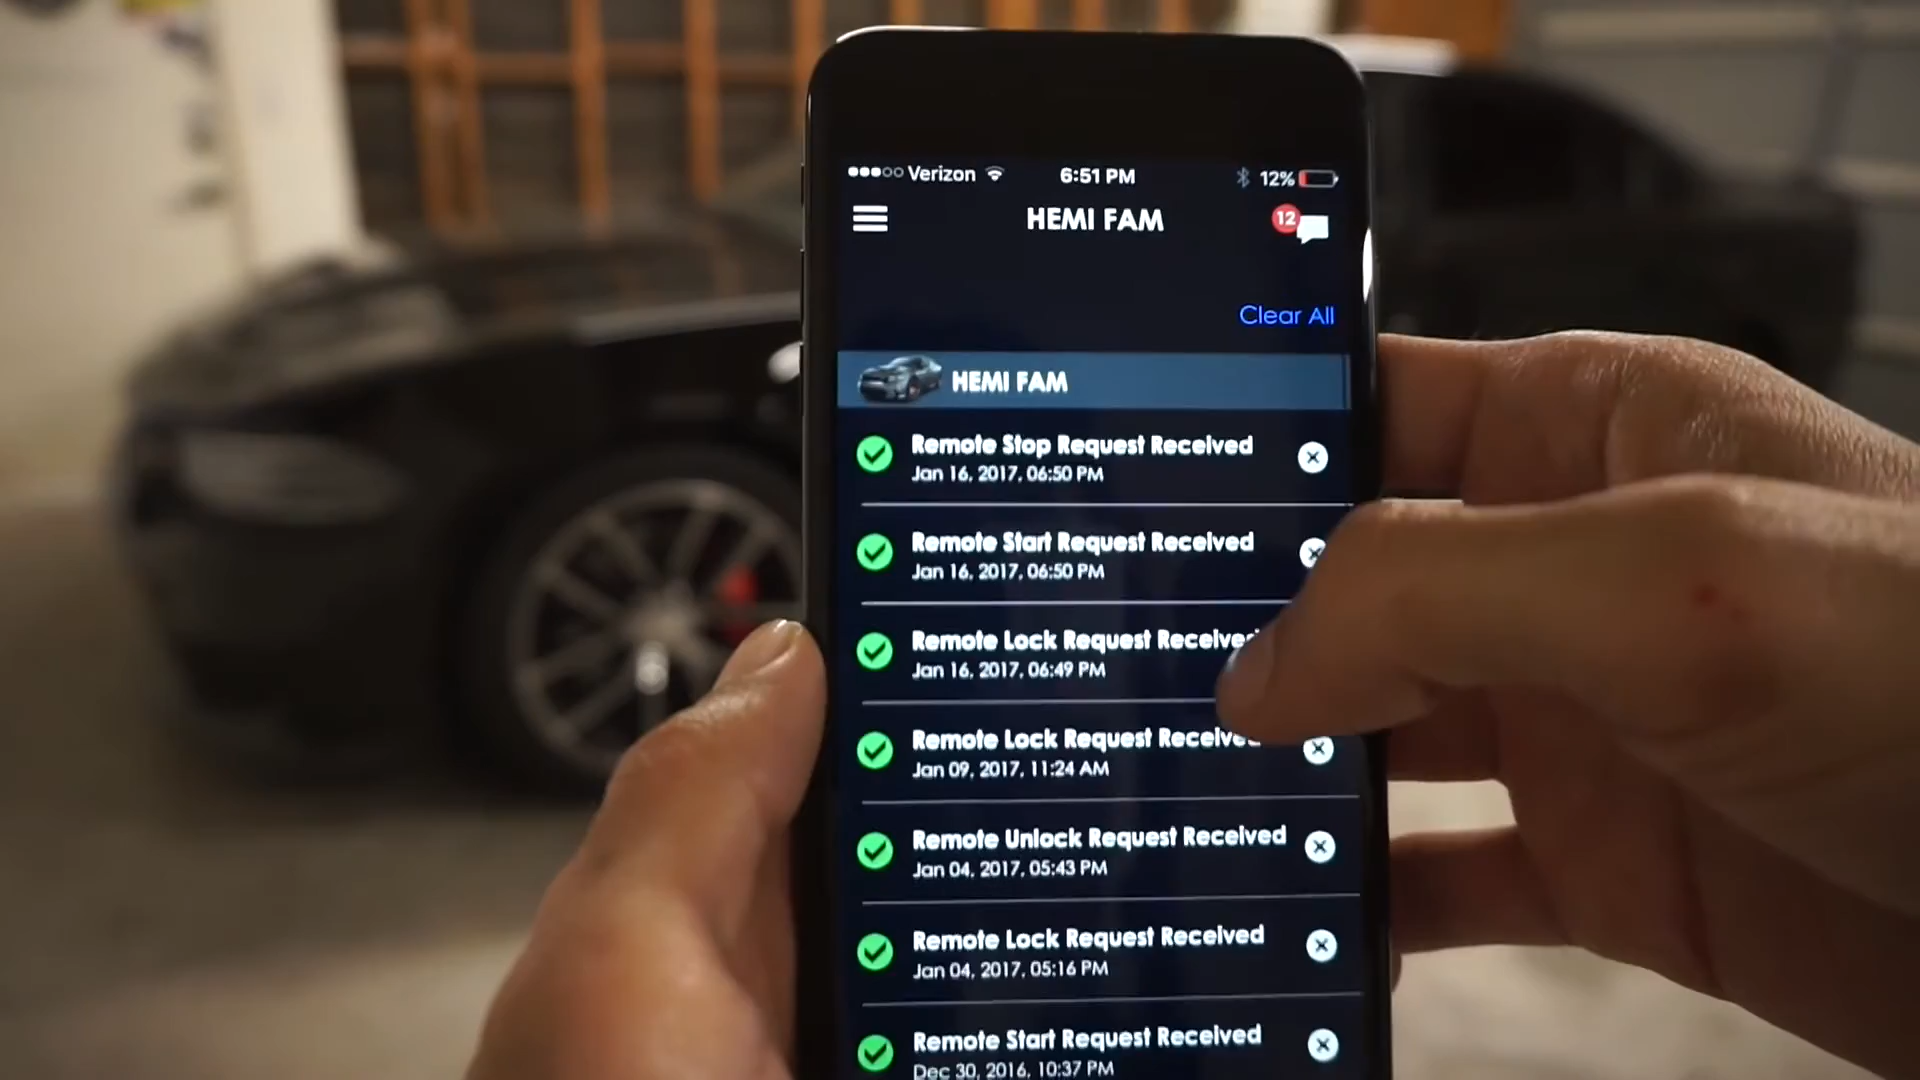 Verizon 6:51 PM 12%
HEMI FAM 12
Clear All
HEMI FAM
Remote Stop Request Received
Jan 16, 2017, 06:50 PM
Remote Start Request Received
Jan 16, 2017, 06:50 PM
Remote Lock Request Received
Jan 16, 2017, 06:49 PM
Remote Lock Request Received
Jan 09, 2017, 11:24 AM
Remote Unlock Request Received
Jan 04, 2017, 05:43 PM
Remote Lock Request Received
Jan 04, 2017, 05:16 PM
Remote Start Request Received
Dec 30, 2016, 10:37 PM